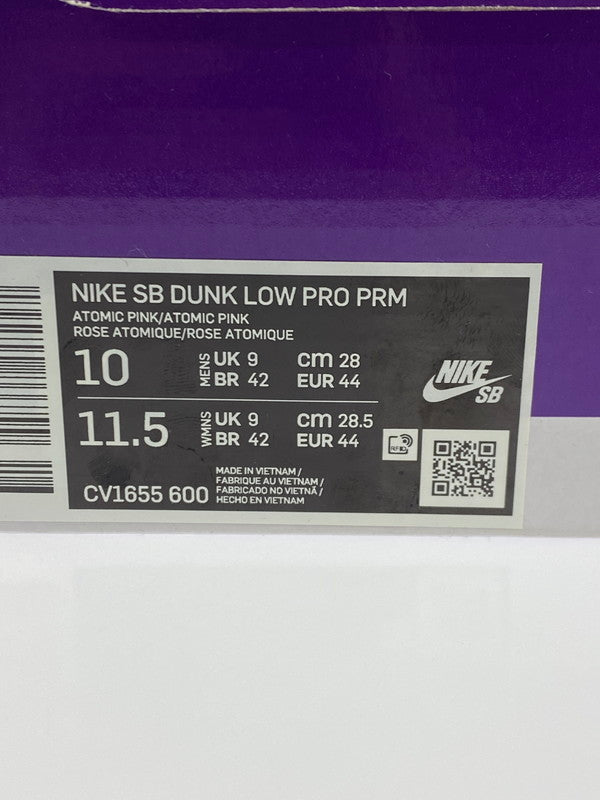 NIKE SB DUNK LOW PRO PRM
ATOMIC PINK/ATOMIC PINK
ROSE ATOMIQUE/ROSE ATOMIQUE
10 MENS UK 9 cm 28
BR 42 EUR 44
NIKE
SB
11.5 WMNS UK 9 cm 28.5
BR 42 EUR 44
RFID
CV1655 600
MADE IN VIETNAM /
FABRIQUE AU VIETNAM /
FABRICADO NO VIETNÃ /
HECHO EN VIETNAM